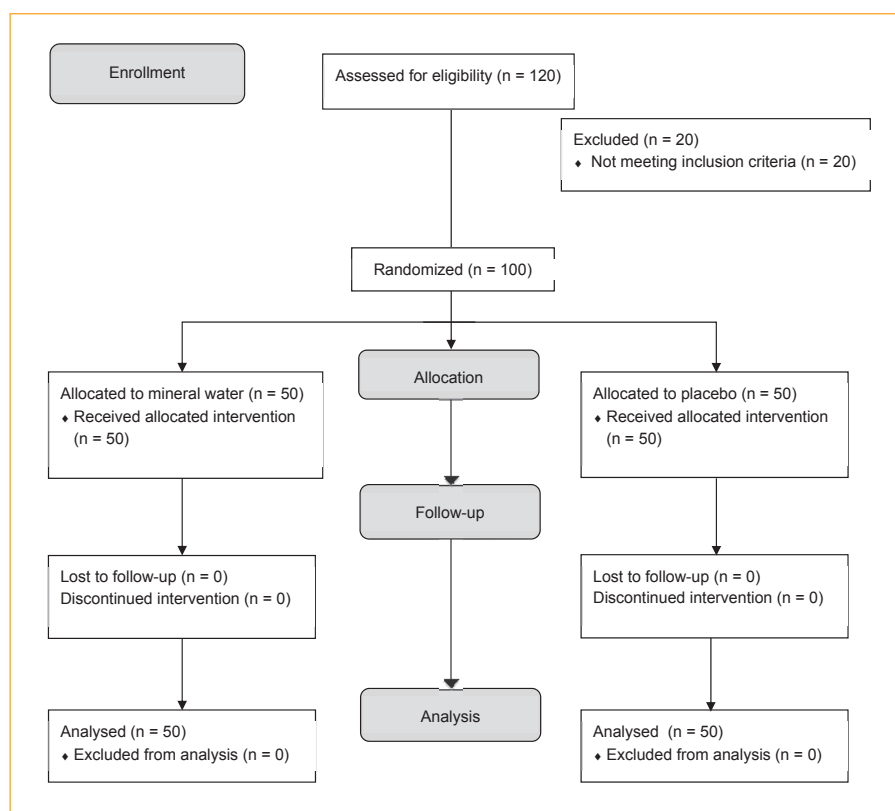 Enrollment
Assessed for eligibility (n = 120)
Excluded (n = 20)
♦ Not meeting inclusion criteria (n = 20)
Randomized (n = 100)
Allocation
Allocated to mineral water (n = 50)
♦ Received allocated intervention
(n = 50)
Allocated to placebo (n = 50)
♦ Received allocated intervention
(n = 50)
Follow-up
Lost to follow-up (n = 0)
Discontinued intervention (n = 0)
Lost to follow-up (n = 0)
Discontinued intervention (n = 0)
Analysis
Analysed (n = 50)
♦ Excluded from analysis (n = 0)
Analysed (n = 50)
♦ Excluded from analysis (n = 0)